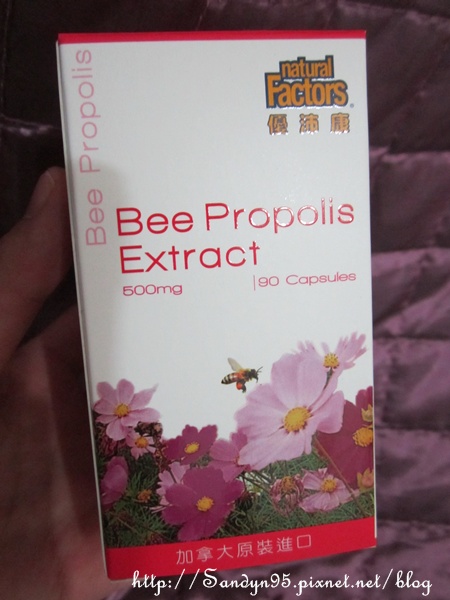 Bee Propolis
natural
Factors®
優沛康
Bee Propolis
Extract
500mg
90 Capsules
加拿大原裝進口
http://Sandyn95.pixnet.net/blog